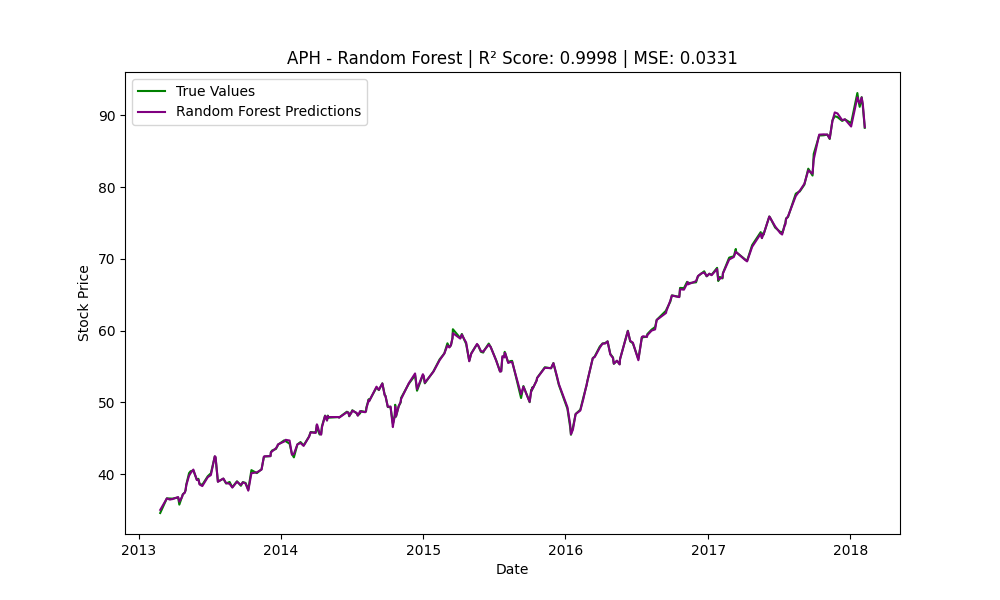 APH - Random Forest | R² Score: 0.9998 | MSE: 0.0331
True Values
Random Forest Predictions
Stock Price
90
80
70
60
50
40
2013 2014 2015 2016 2017 2018
Date